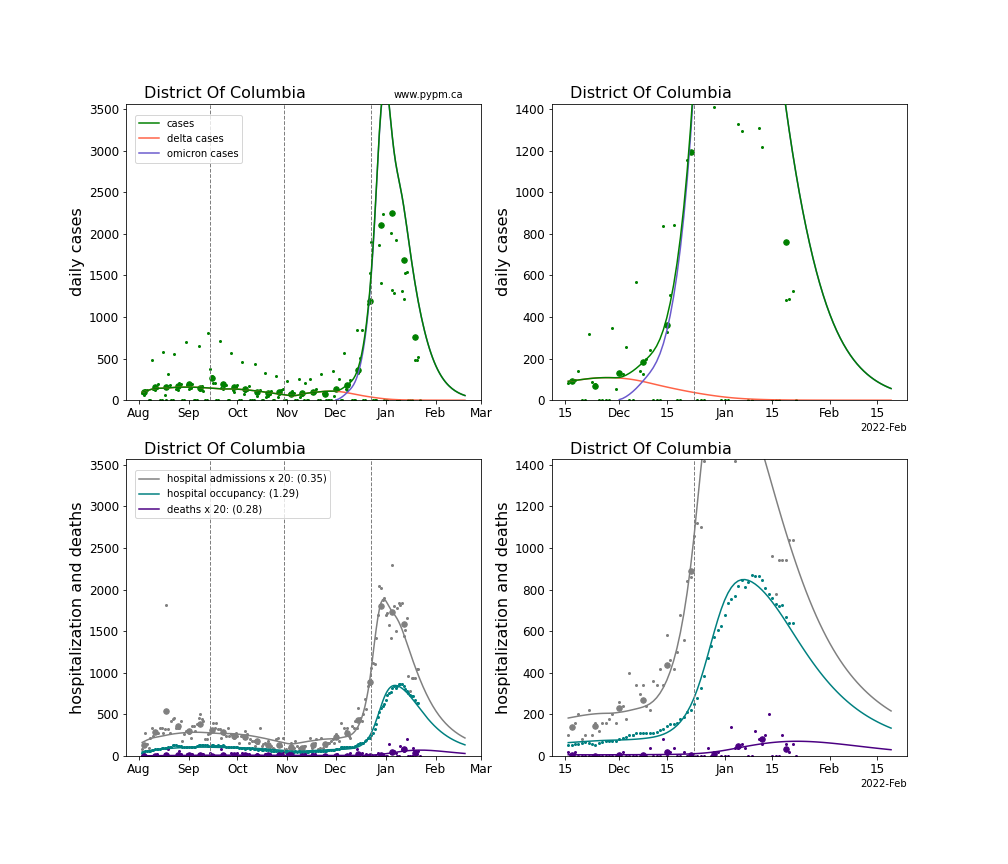 District Of Columbia
www.pypm.ca
daily cases
3500
3000
2500
2000
1500
1000
500
0
cases
delta cases
omicron cases
Aug Sep Oct Nov Dec Jan Feb Mar
District Of Columbia
daily cases
1400
1200
1000
800
600
400
200
0
15 Dec 15 Jan 15 Feb 15
2022-Feb
District Of Columbia
hospitalization and deaths
3500
3000
2500
2000
1500
1000
500
0
hospital admissions x 20: (0.35)
hospital occupancy: (1.29)
deaths x 20: (0.28)
Aug Sep Oct Nov Dec Jan Feb Mar
District Of Columbia
hospitalization and deaths
1400
1200
1000
800
600
400
200
0
15 Dec 15 Jan 15 Feb 15
2022-Feb